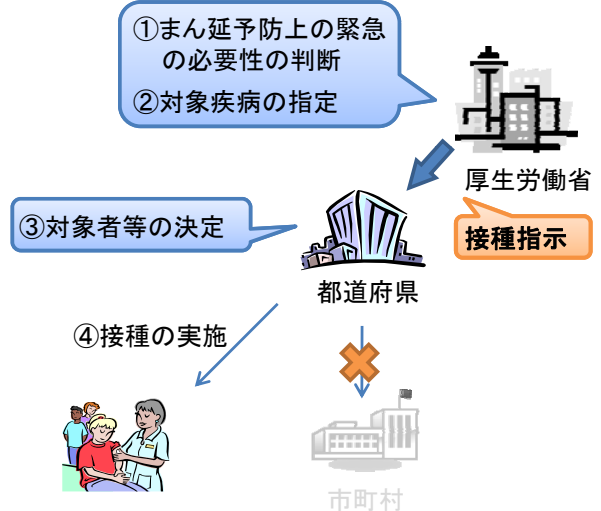 ①まん延予防上の緊急
の必要性の判断
②対象疾病の指定
厚生労働省
接種指示
③対象者等の決定
都道府県
④接種の実施
市町村